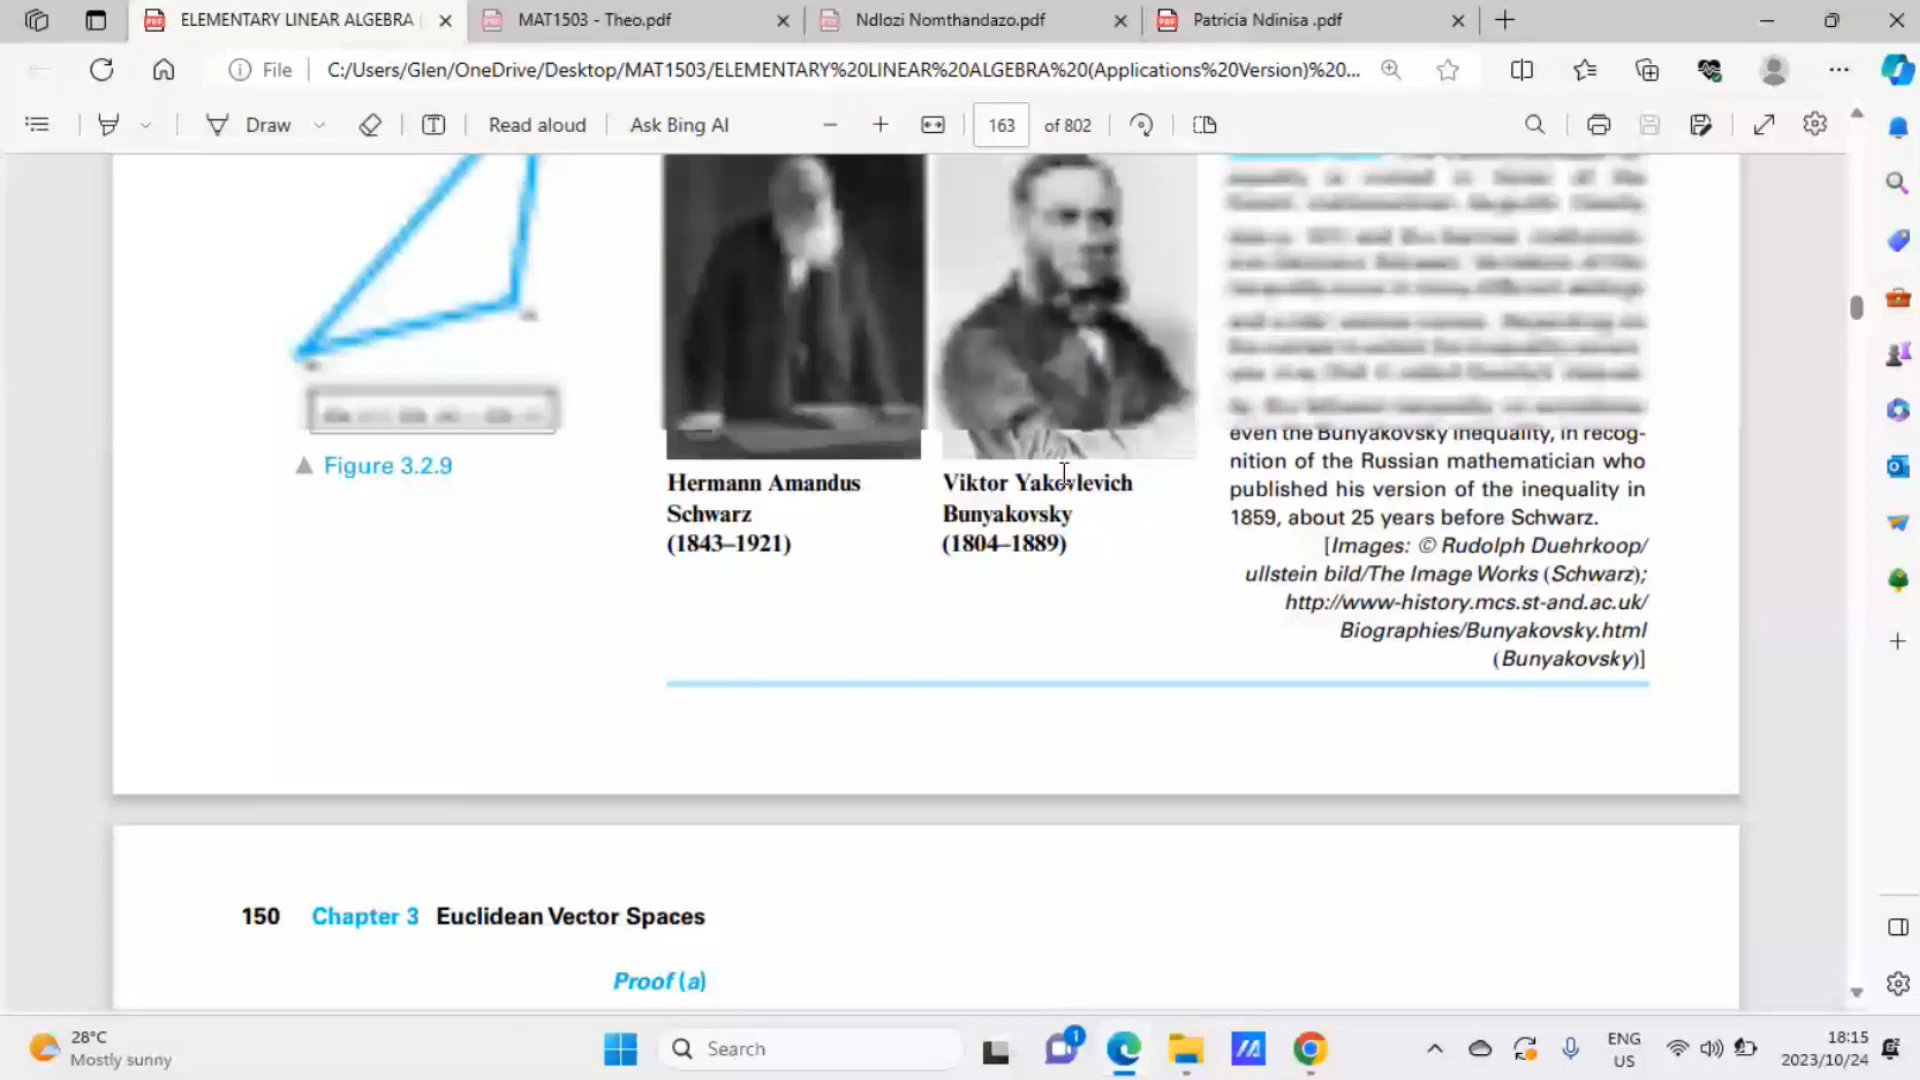 ELEMENTARY LINEAR ALGEBRA (
MAT1503 - Theo.pdf
Ndlozi Nomthandazo.pdf
Patricia Ndinisa .pdf
File
C:/Users/Glen/OneDrive/Desktop/MAT1503/ELEMENTARY%20LINEAR%20ALGEBRA%20(Applications%20Version)%20...
Draw
Read aloud
Ask Bing AI
163
of 802
Figure 3.2.9
Hermann Amandus
Schwarz
(1843–1921)
Viktor Yakovlevich
Bunyakovsky
(1804–1889)
even the Bunyakovsky inequality, in recog-
nition of the Russian mathematician who
published his version of the inequality in
1859, about 25 years before Schwarz.
[Images: © Rudolph Duehrkoop/
ullstein bild/The Image Works (Schwarz);
http://www-history.mcs.st-and.ac.uk/
Biographies/Bunyakovsky.html
(Bunyakovsky)]
150 Chapter 3 Euclidean Vector Spaces
Proof (a)
28°C
Mostly sunny
Search
1
ENG
US
18:15
2023/10/24